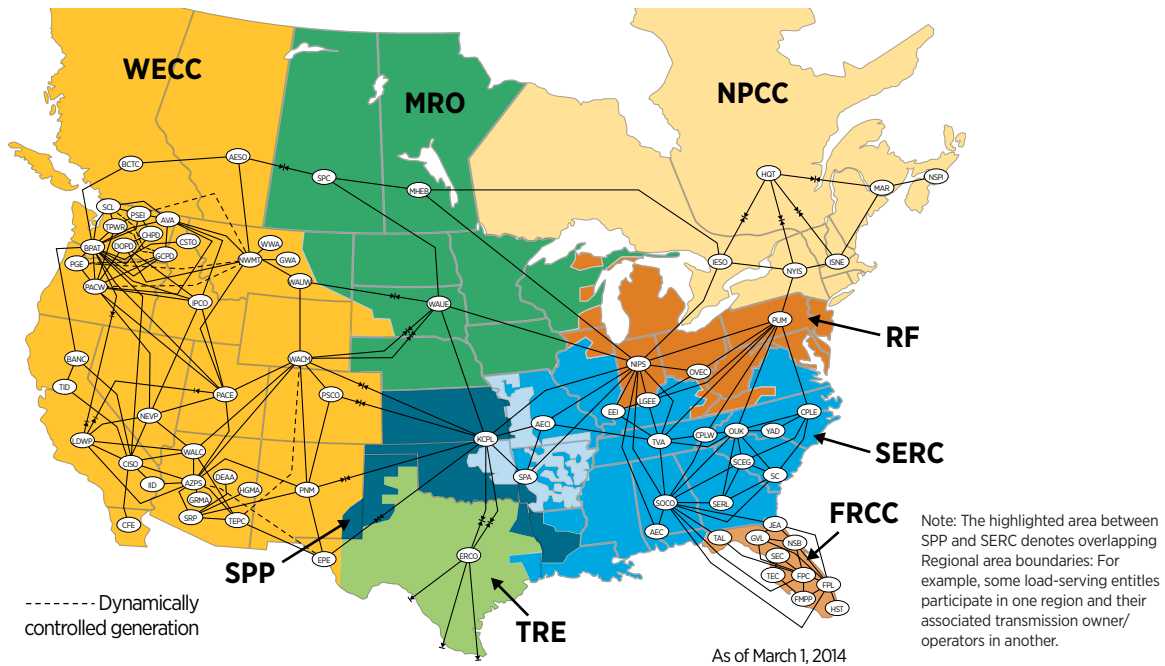 WECC
MRO
NPCC
BCTC
AESO
SPC
MHEB
HQT
MAR
NSPI
SCL
PSEI
AVA
TPWR
CHPD
BPAT
DOPD
CSTO
GCPD
PGE
PACW
NWMT
WWA
GWA
WAUW
IPCO
WAUE
IESO
NYIS
ISNE
PJM
RF
BANC
TID
WACM
PACE
PSCO
NEVP
LDWP
CISO
WALC
NIPS
OVEC
LGEE
EEI
AECI
KCPL
TVA
CPLW
OUK
YAD
CPLE
SERC
IID
AZPS
DEAA
GRMA
HGMA
SRP
TEPC
PNM
CFE
EPE
SPA
SCEG
SC
SOCO
SERL
AEC
FRCC
JEA
TAL
GVL
NSB
SEC
TEC
FPC
FPL
FMPP
HST
ERCO
SPP
TRE
Note: The highlighted area between
SPP and SERC denotes overlapping
Regional area boundaries: For
example, some load-serving entitles
participate in one region and their
associated transmission owner/
operators in another.
Dynamically
controlled generation
As of March 1, 2014